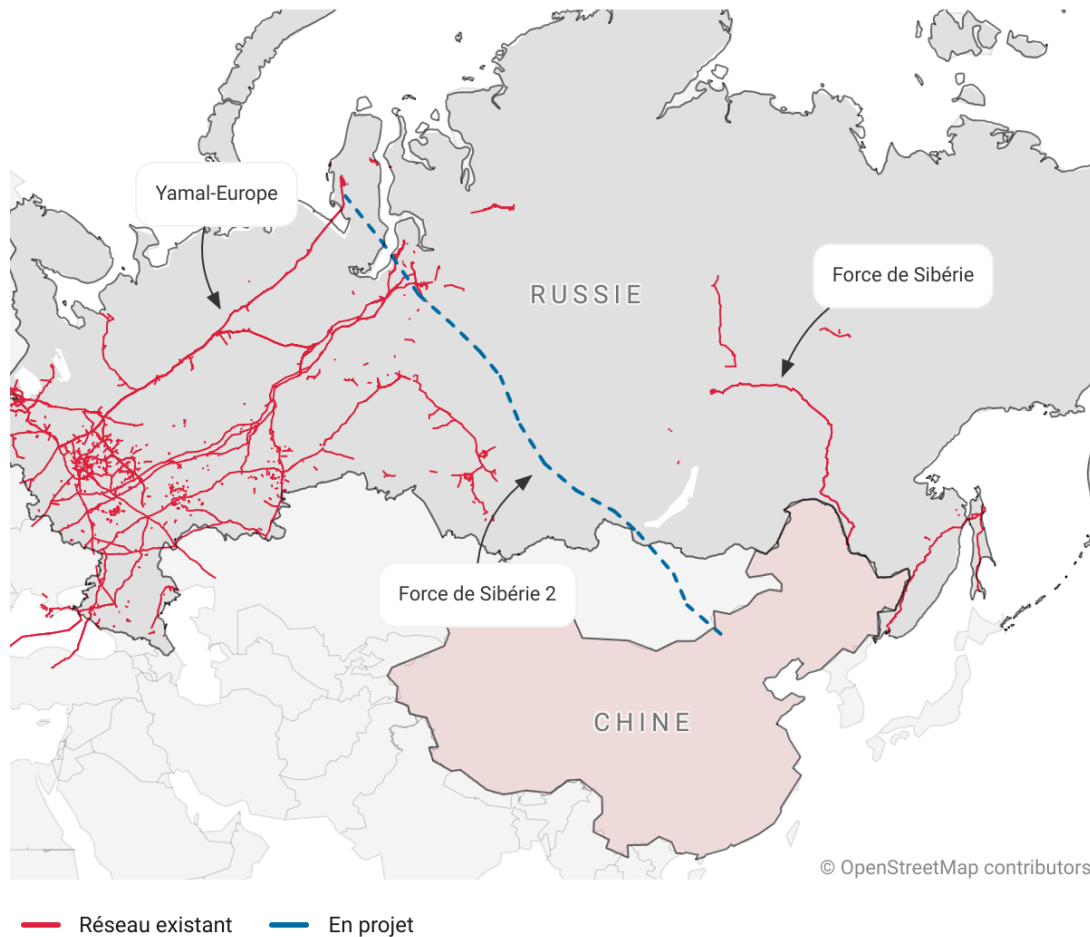 Yamal-Europe
Force de Sibérie
RUSSIE
Force de Sibérie 2
CHINE
© OpenStreetMap contributors
Réseau existant
En projet